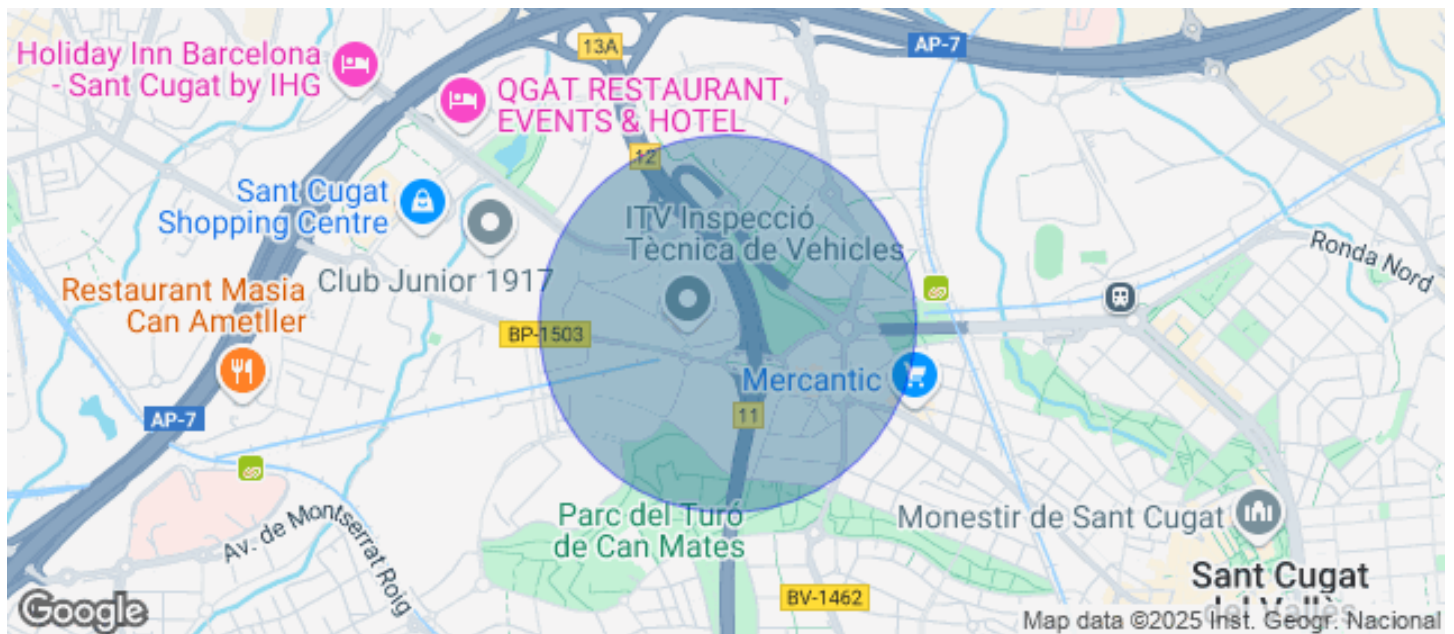 13A
AP-7
Holiday Inn Barcelona
- Sant Cugat by IHG
QGAT RESTAURANT,
EVENTS & HOTEL
12
Sant Cugat
Shopping Centre
ITV Inspecció
Tècnica de Vehicles
Ronda Nord
Club Junior 1917
Restaurant Masia
Can Ametller
BP-1503
Mercantic
AP-7
11
Parc del Turó
de Can Mates
Monestir de Sant Cugat
Av. de Montserrat Roig
BV-1462
Sant Cugat
del Vallès
Google
Map data ©2025 Inst. Geogr. Nacional